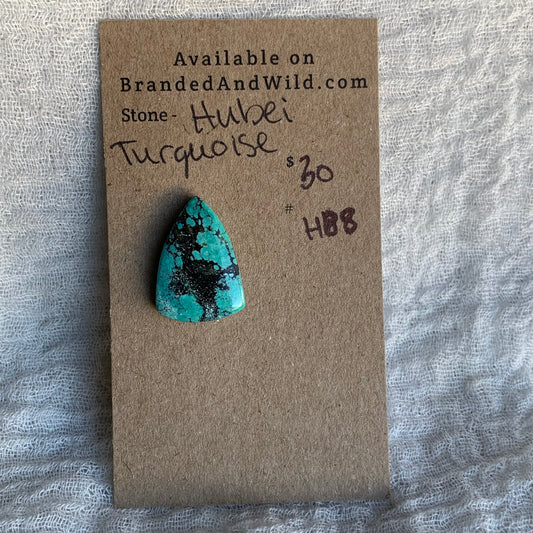 Available on
BrandedAndWild.com
Stone- Hubei
Turquoise
$30
# HB8